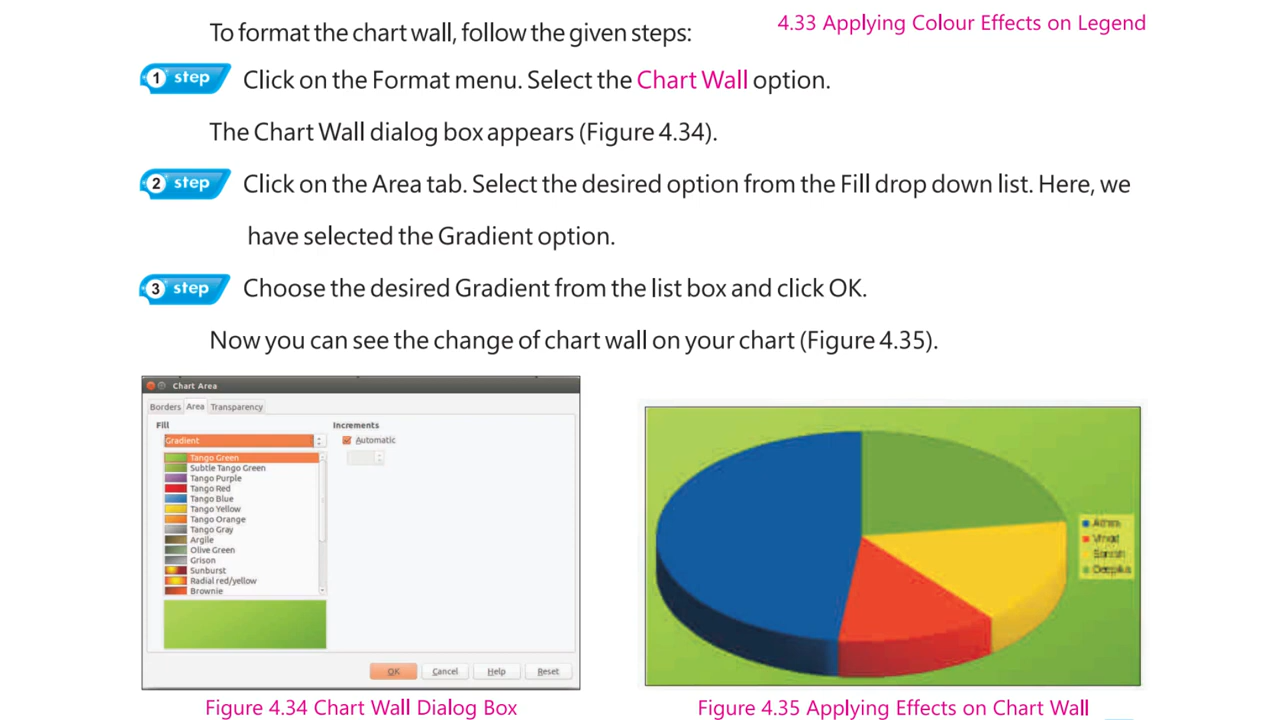 4.33 Applying Colour Effects on Legend
To format the chart wall, follow the given steps:
1 step Click on the Format menu. Select the Chart Wall option.
The Chart Wall dialog box appears (Figure 4.34).
2 step Click on the Area tab. Select the desired option from the Fill drop down list. Here, we
have selected the Gradient option.
3 step Choose the desired Gradient from the list box and click OK.
Now you can see the change of chart wall on your chart (Figure 4.35).
Chart Area
Borders Area Transparency
Fill
Gradient
Tango Green
Subtle Tango Green
Tango Purple
Tango Red
Tango Blue
Tango Yellow
Tango Orange
Tango Gray
Argile
Olive Green
Grison
Sunburst
Radial red/yellow
Brownie
Increments
Automatic
OK Cancel Help Reset
Figure 4.34 Chart Wall Dialog Box
Vinod
Deepika
Figure 4.35 Applying Effects on Chart Wall